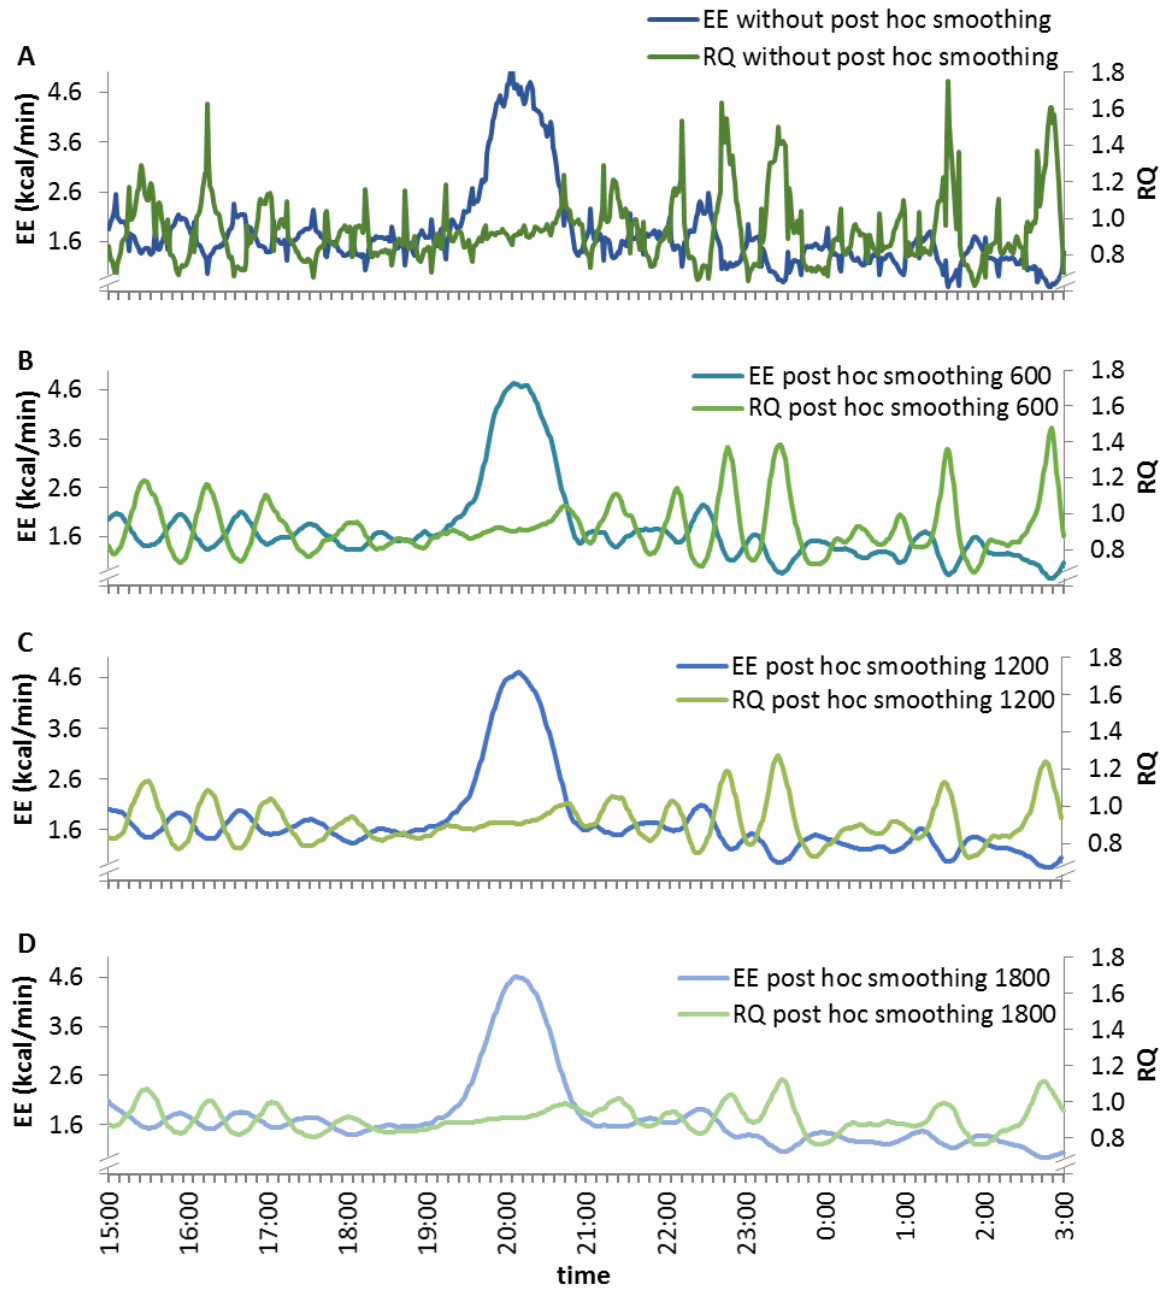 EE without post hoc smoothing
A
RQ without post hoc smoothing
EE (kcal/min)
4.6
3.6
2.6
1.6
1.8
1.6
1.4
1.2
1.0
0.8
RQ
B
EE post hoc smoothing 600
RQ post hoc smoothing 600
EE (kcal/min)
4.6
3.6
2.6
1.6
1.8
1.6
1.4
1.2
1.0
0.8
RQ
C
EE post hoc smoothing 1200
RQ post hoc smoothing 1200
EE (kcal/min)
4.6
3.6
2.6
1.6
1.8
1.6
1.4
1.2
1.0
0.8
RQ
D
EE post hoc smoothing 1800
RQ post hoc smoothing 1800
EE (kcal/min)
4.6
3.6
2.6
1.6
1.8
1.6
1.4
1.2
1.0
0.8
RQ
15:00
16:00
17:00
18:00
19:00
20:00
21:00
22:00
23:00
0:00
1:00
2:00
3:00
time